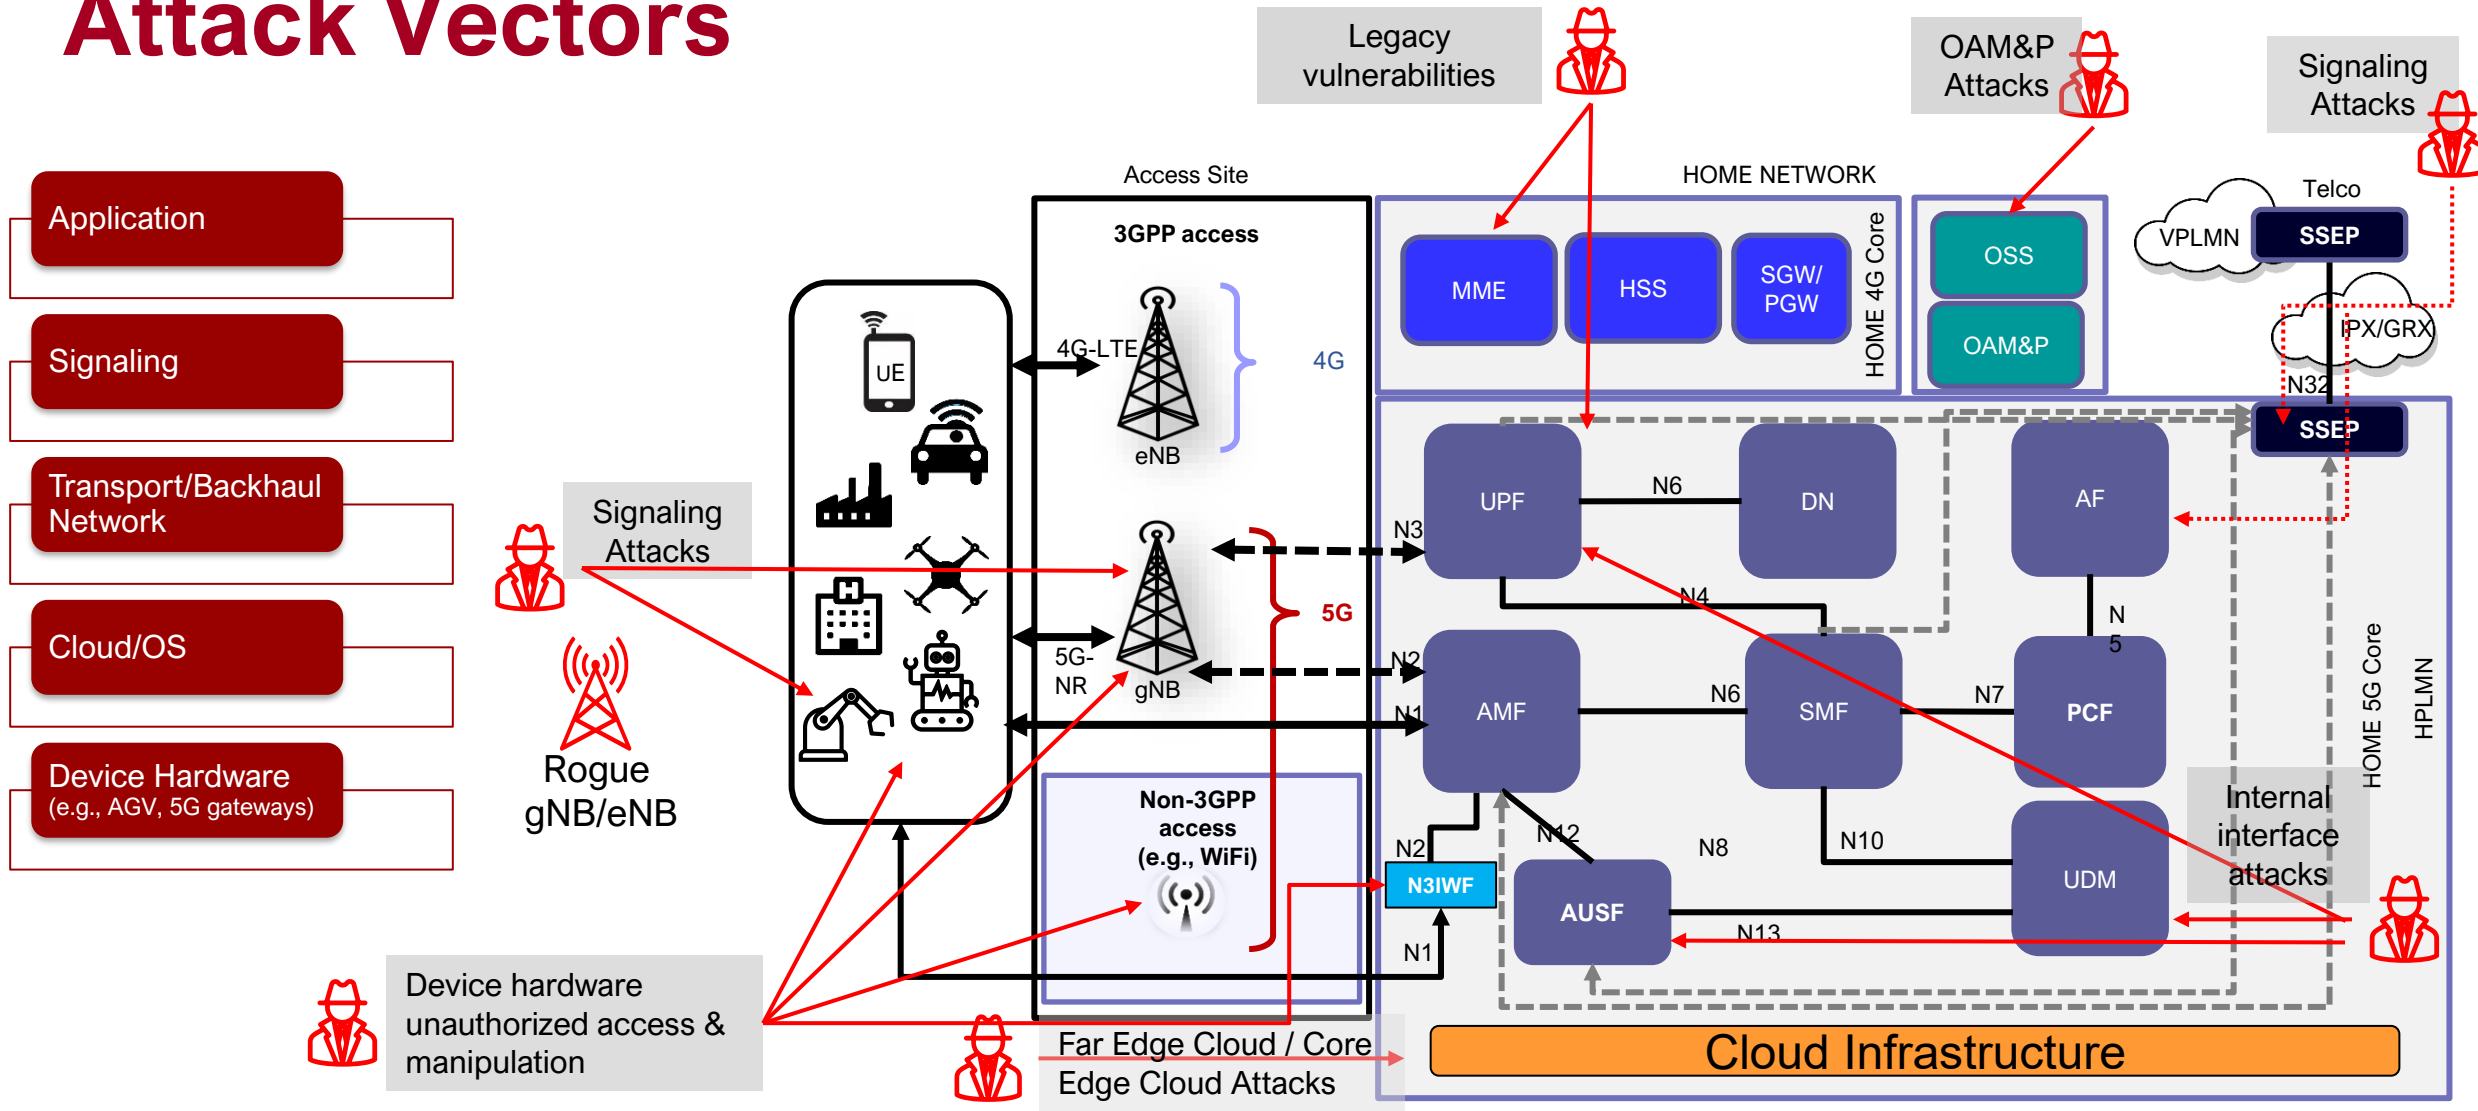 Attack Vectors
Legacy
vulnerabilities
OAM&P
Attacks
Signaling
Attacks
Application
Signaling
Transport/Backhaul
Network
Cloud/OS
Device Hardware
(e.g., AGV, 5G gateways)
Signaling
Attacks
Rogue
gNB/eNB
Device hardware
unauthorized access &
manipulation
UE
Access Site
3GPP access
4G-LTE
4G
eNB
5G-
NR
gNB
5G
Non-3GPP
access
(e.g., WiFi)
Far Edge Cloud / Core
Edge Cloud Attacks
HOME NETWORK
MME
HSS
SGW/
PGW
HOME 4G Core
OSS
OAM&P
Telco
VPLMN
SSEP
IPX/GRX
N32
SSEP
N3
UPF
N6
DN
AF
N4
N
5
N2
N1
AMF
N6
SMF
N7
PCF
HOME 5G Core
HPLMN
N2
N12
N8
N10
N3IWF
AUSF
UDM
N13
N1
Internal
interface
attacks
Cloud Infrastructure